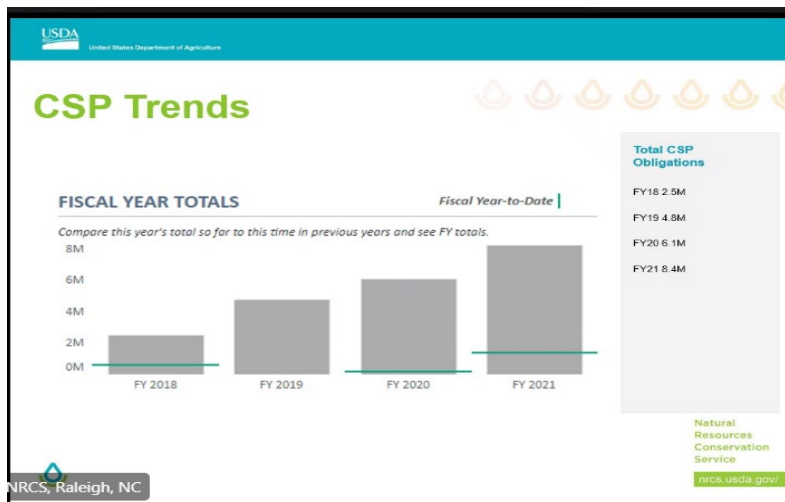 USDA
United States Department of Agriculture
CSP Trends
FISCAL YEAR TOTALS
Fiscal Year-to-Date
Compare this year's total so far to this time in previous years and see FY totals.
8M
6M
4M
2M
0M
FY 2018
FY 2019
FY 2020
FY 2021
Total CSP
Obligations
FY18 2.5M
FY19 4.8M
FY20 6.1M
FY21 8.4M
Natural
Resources
Conservation
Service
nrcs.usda.gov/
NRCS, Raleigh, NC